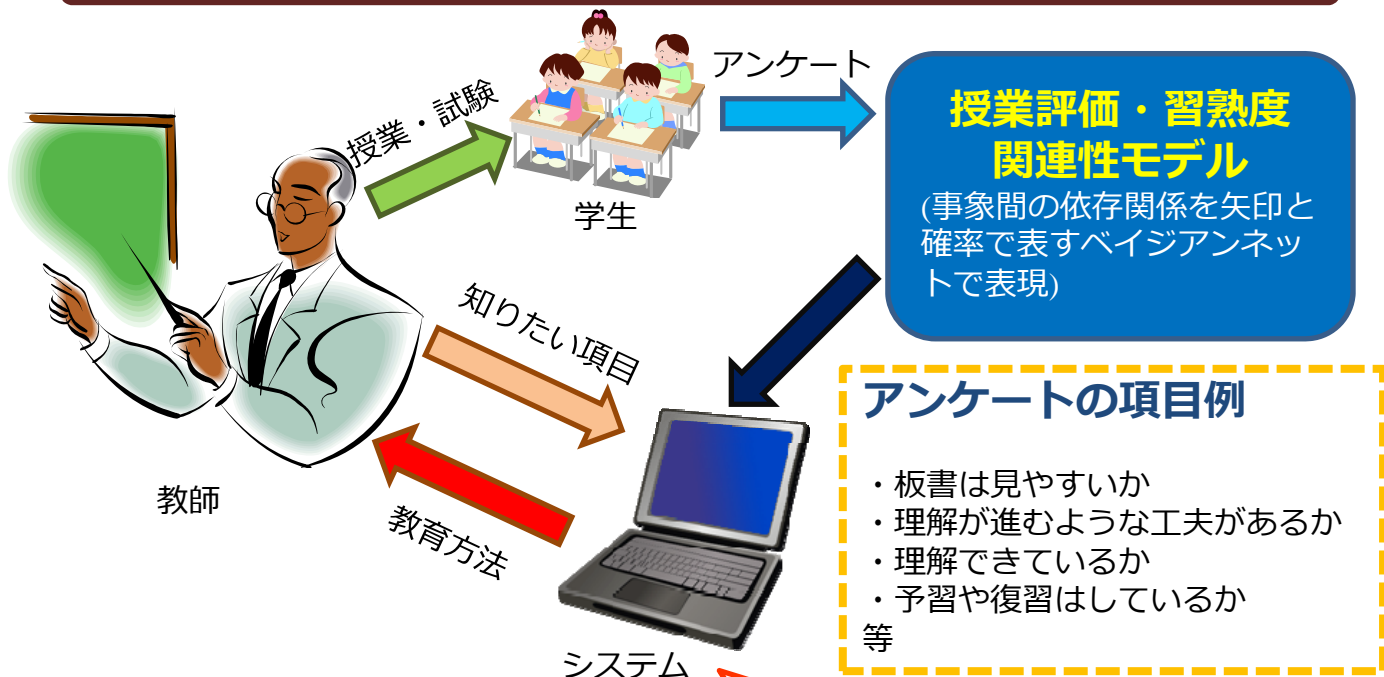 授業・試験
学生
アンケート
授業評価・習熟度
関連性モデル
(事象間の依存関係を矢印と
確率で表すベイジアンネッ
トで表現)
知りたい項目
教師
教育方法
システム
アンケートの項目例
・板書は見やすいか
・理解が進むような工夫があるか
・理解できているか
・予習や復習はしているか
等